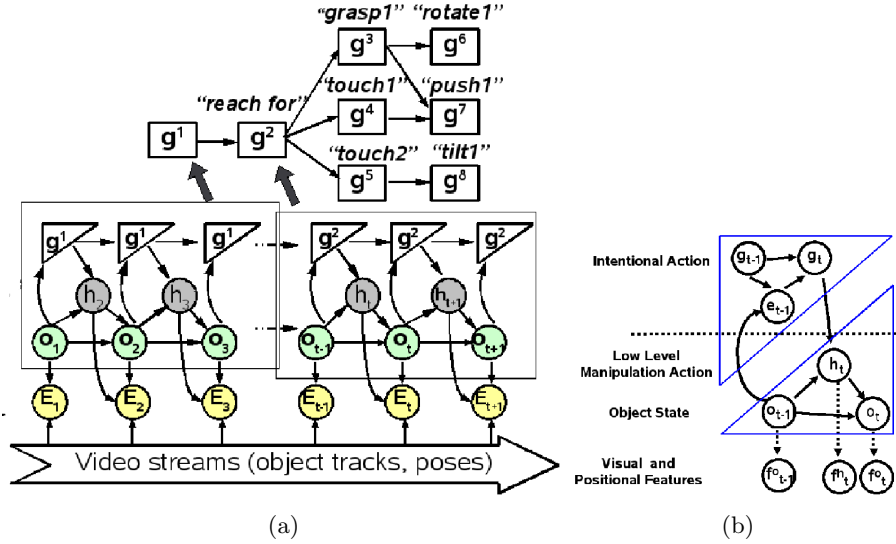 “grasp1” “rotate1”
g³ g⁶
“touch1” “push1”
“reach for”
g¹ g² g⁴ g⁷
“touch2” “tilt1”
g⁵ g⁸
g¹ g¹ g¹ g² g² g²
h₂ h₃ hₜ hₜ₊₁
o₁ o₂ o₃ oₜ₋₁ oₜ oₜ₊₁
E₁ E₂ E₃ Eₜ₋₁ Eₜ Eₜ₊₁
Video streams (object tracks, poses)
(a)
Intentional Action
gₜ₋₁ gₜ
eₜ₋₁
Low Level
Manipulation Action
hₜ
Object State
oₜ₋₁ oₜ
Visual and
Positional Features
fᵒₜ₋₁ fʰₜ fᵒₜ
(b)